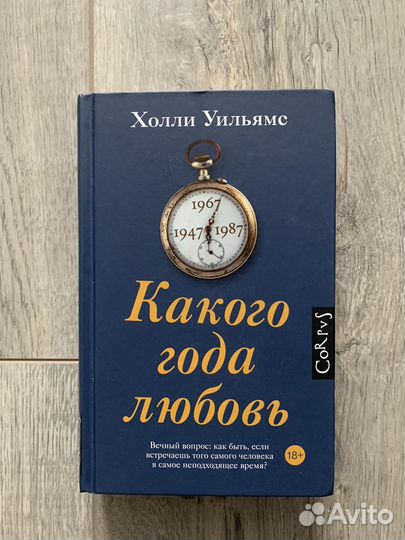 Холли Уильямс
1967
1947 1987
Какого
года
любовь
CORPVS
Вечный вопрос: как быть, если
встречаешь того самого человека
в самое неподходящее время?
18+
Avito